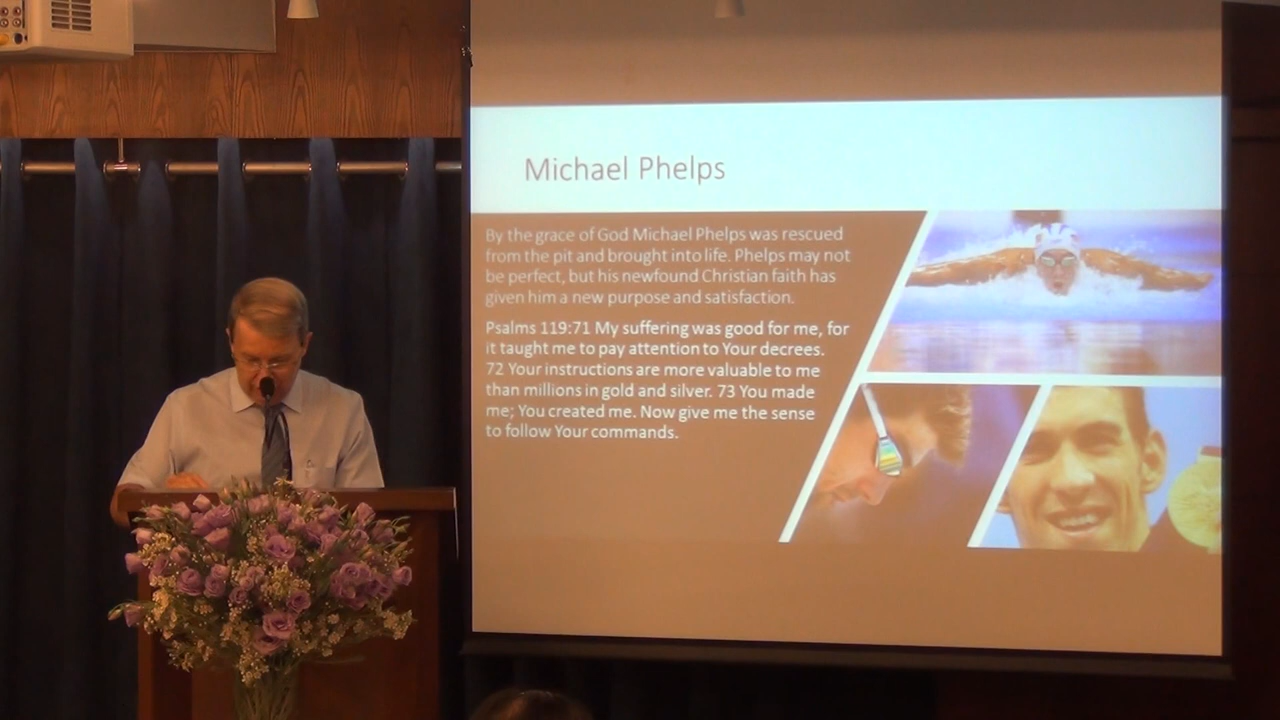 Michael Phelps
By the grace of God Michael Phelps was rescued
from the pit and brought into life. Phelps may not
be perfect, but his newfound Christian faith has
given him a new purpose and satisfaction.
Psalms 119:71 My suffering was good for me, for
it taught me to pay attention to Your decrees.
72 Your instructions are more valuable to me
than millions in gold and silver. 73 You made
me; You created me. Now give me the sense
to follow Your commands.